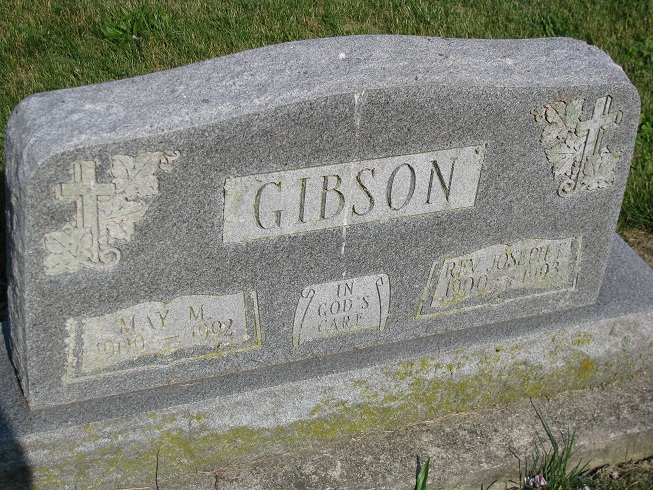 GIBSON
MAY M.
1900 — 1992
IN
GOD'S
CARE
REV. JOSEPH
1900 — 1993